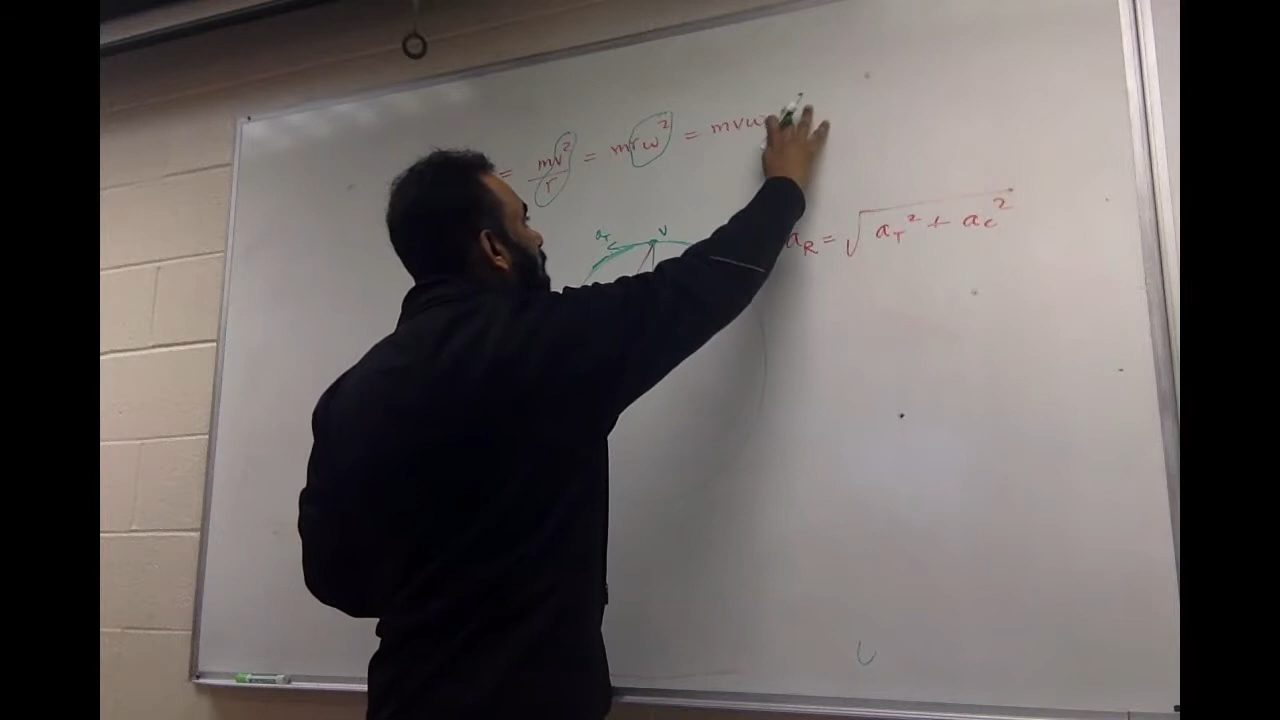 = mv²/r = mrω² = mvω
a_T v
a_R = √(a_T² + a_c²)